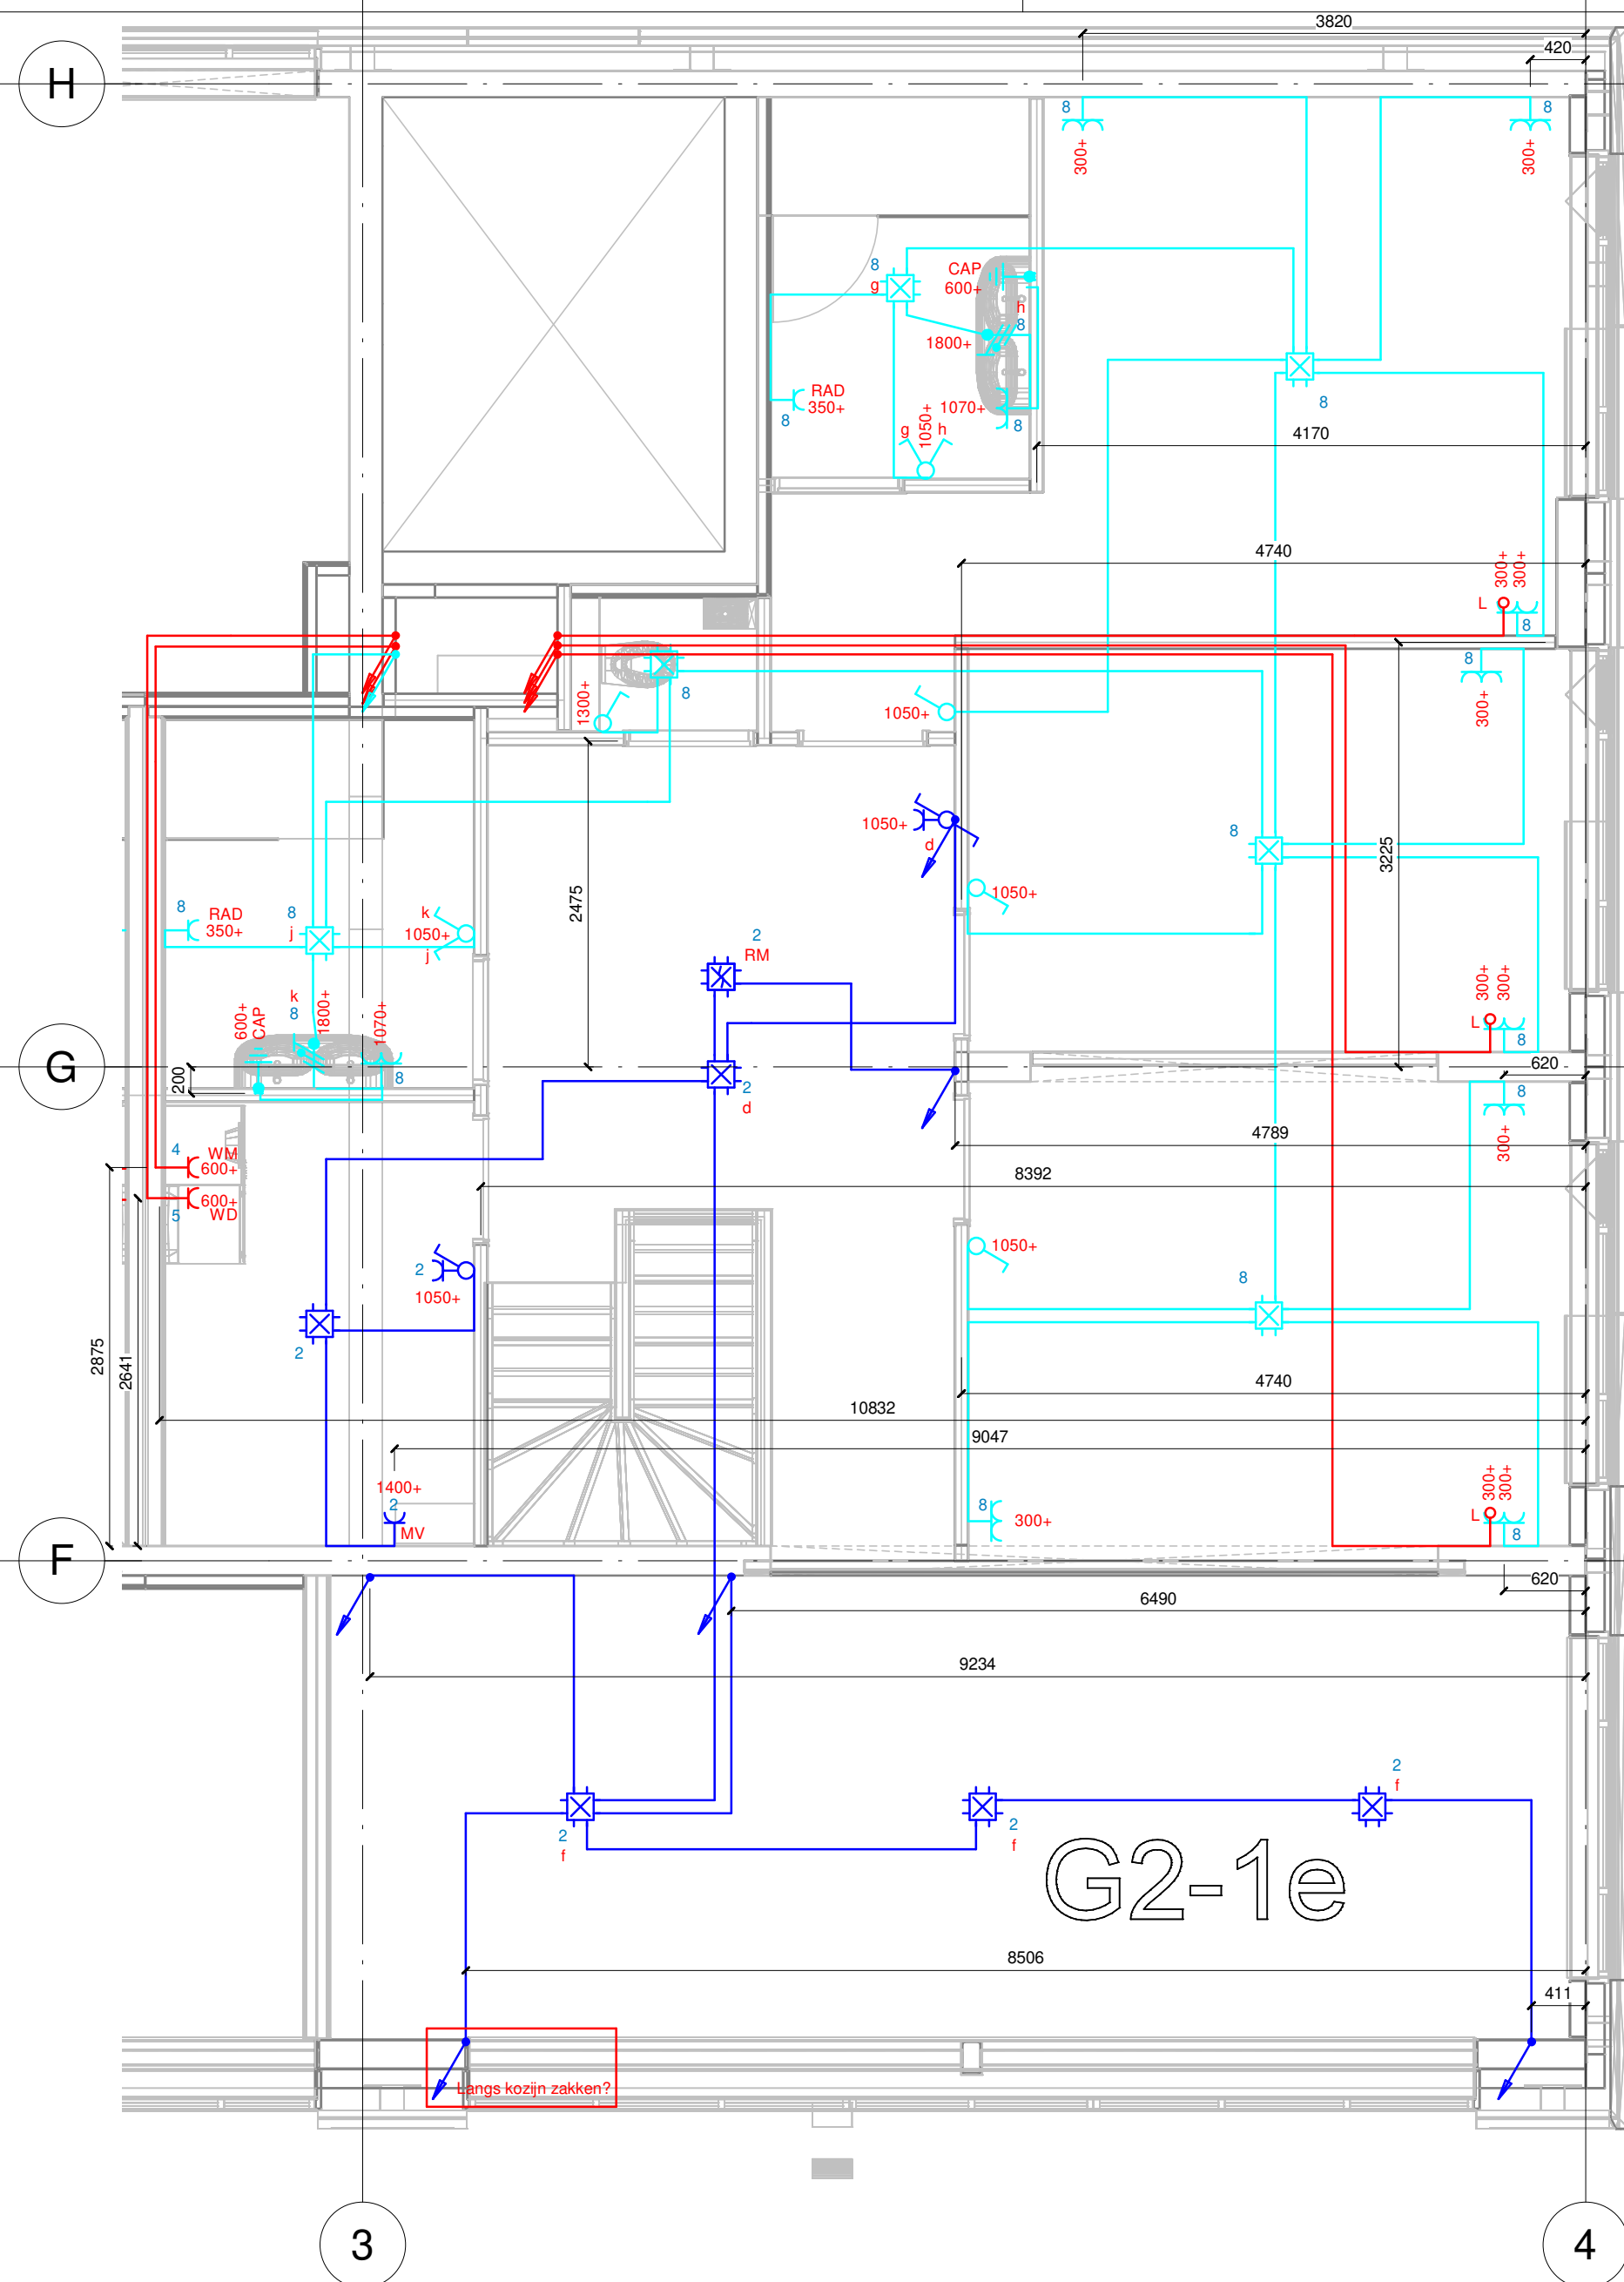 3820
420
H
8
8
300+
300+
8
g
CAP
600+
h
8
1800+
RAD
350+
8
1070+
8
g
1050+
h
8
4170
4740
300+
300+
L
8
8
1300+
1050+
8
300+
1050+
d
8
3225
2475
1050+
8
RAD
350+
8
j
k
1050+
j
2
RM
600+
CAP
k
8
1800+
1070+
8
300+
300+
L
8
G
200
2
d
620
8
300+
4789
4
WM
600+
600+
WD
5
8392
1050+
2
1050+
8
2
2875
2641
4740
10832
9047
1400+
2
MV
300+
300+
L
8
8
300+
F
620
6490
9234
2
f
2
f
2
f
G2-1e
8506
411
Langs kozijn zakken?
3
4